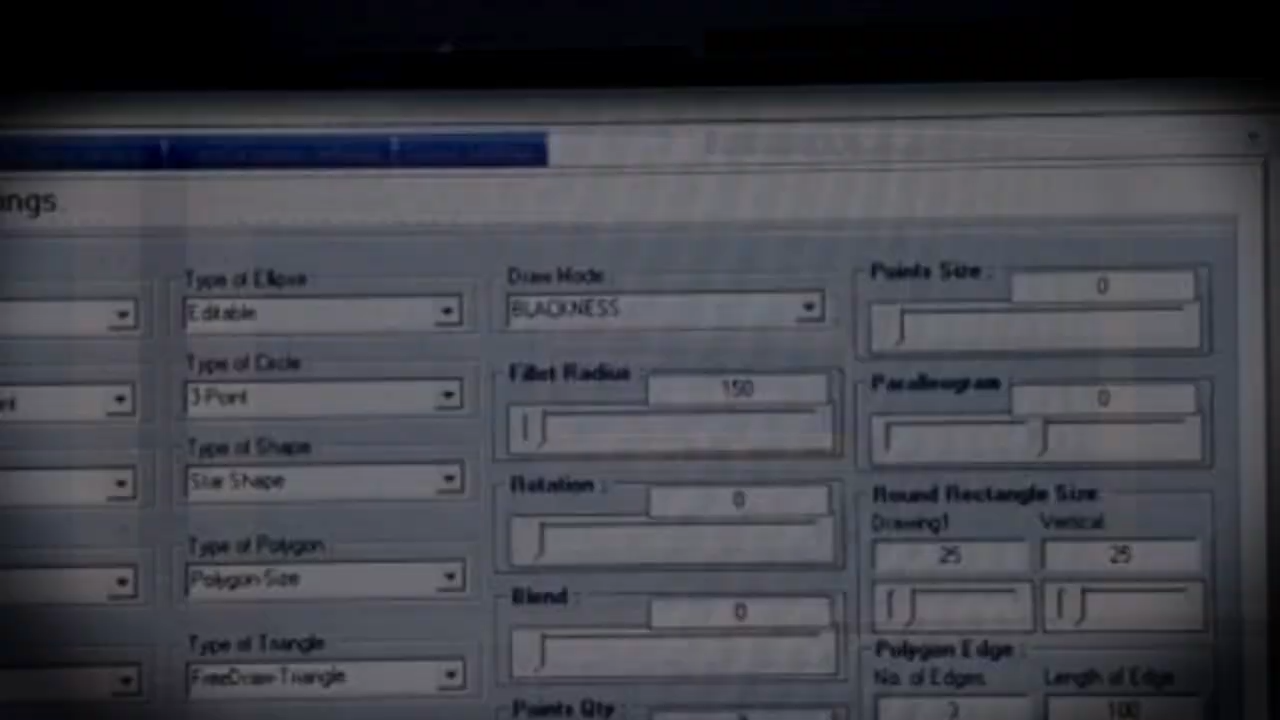 ings
Type of Ellipse
Editable
Type of Circle
3-Point
Type of Shape
Star Shape
Type of Polygon
Polygon-Size
Type of Triangle
FreeDraw-Triangle
Draw Mode
BLACKNESS
Fillet Radius :
150
Rotation :
0
Blend :
0
Points Qty :
Points Size :
0
Parallelogram
0
Round Rectangle Size
Drawing1 Vertical
25 25
Polygon Edge :
No. of Edges Length of Edge
3 100